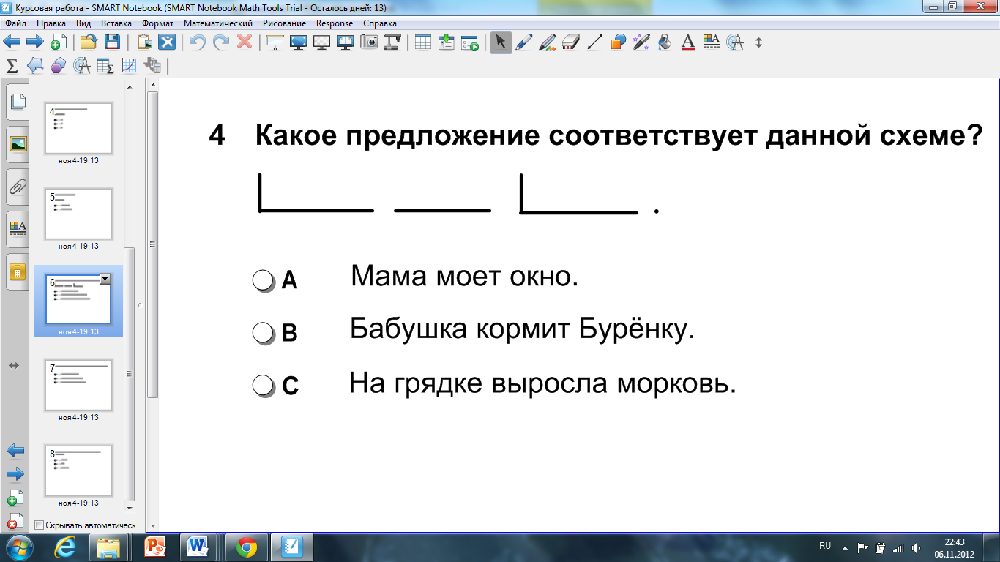 Курсовая работа - SMART Notebook (SMART Notebook Math Tools Trial - Осталось дней: 13)
Файл Правка Вид Вставка Формат Математический Рисование Response Справка
4
ноя 4-19:13
5
ноя 4-19:13
6
ноя 4-19:13
7
ноя 4-19:13
8
ноя 4-19:13
Скрывать автоматическ
4 Какое предложение соответствует данной схеме?
.
A Мама моет окно.
B Бабушка кормит Бурёнку.
C На грядке выросла морковь.
RU
22:43
06.11.2012